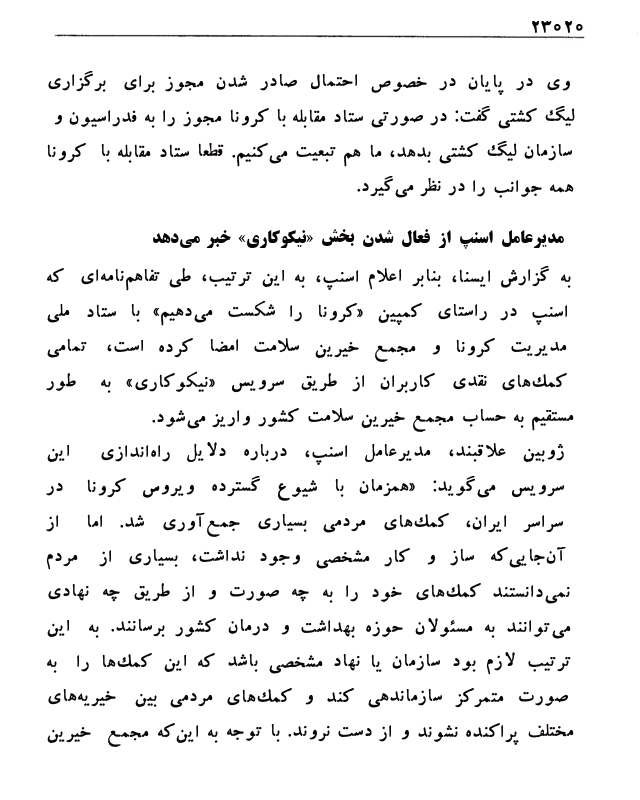 ۲۳۰۲۰
وی در پایان در خصوص احتمال صادر شدن مجوز برای برگزاری
لیگ کشتی گفت: در صورتی ستاد مقابله با کرونا مجوز را به فدراسیون و
سازمان لیگ کشتی بدهد، ما هم تبعیت می‌کنیم. قطعا ستاد مقابله با کرونا
همه جوانب را در نظر می‌گیرد.
مدیرعامل اسنپ از فعال شدن بخش «نیکوکاری» خبر می‌دهد
به گزارش ایسنا، بنابر اعلام اسنپ، به این ترتیب، طی تفاهم‌نامه‌ای که
اسنپ در راستای کمپین «کرونا را شکست می‌دهیم» با ستاد ملی
مدیریت کرونا و مجمع خیرین سلامت امضا کرده است، تمامی
کمک‌های نقدی کاربران از طریق سرویس «نیکوکاری» به طور
مستقیم به حساب مجمع خیرین سلامت کشور واریز می‌شود.
ژوبین علاقبند، مدیرعامل اسنپ، درباره دلایل راه‌اندازی این
سرویس می‌گوید: «همزمان با شیوع گسترده ویروس کرونا در
سراسر ایران، کمک‌های مردمی بسیاری جمع‌آوری شد. اما از
آن‌جایی‌که ساز و کار مشخصی وجود نداشت، بسیاری از مردم
نمی‌دانستند کمک‌های خود را به چه صورت و از طریق چه نهادی
می‌توانند به مسئولان حوزه بهداشت و درمان کشور برسانند. به این
ترتیب لازم بود سازمان یا نهاد مشخصی باشد که این کمک‌ها را به
صورت متمرکز سازماندهی کند و کمک‌های مردمی بین خیریه‌های
مختلف پراکنده نشوند و از دست نروند. با توجه به این‌که مجمع خیرین